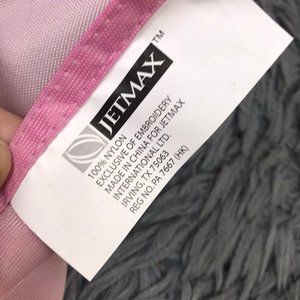 JETMAX™
100% NYLON
EXCLUSIVE OF EMBROIDERY
MADE IN CHINA FOR JETMAX
INTERNATIONAL LTD.
IRVING, TX 75063
REG NO.PA 7667 (HK)